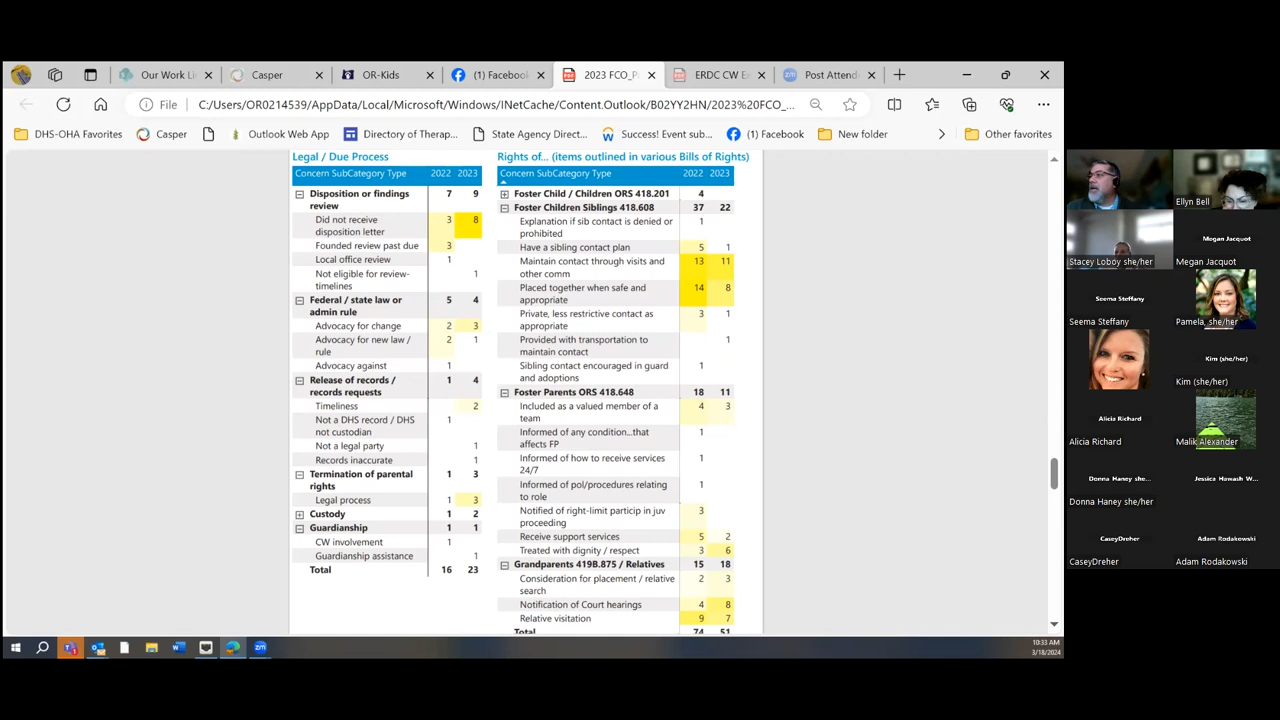 Our Work Li
Casper
OR-Kids
(1) Facebook
2023 FCO_P
ERDC CW Ex
Post Attend
File
C:/Users/OR0214539/AppData/Local/Microsoft/Windows/INetCache/Content.Outlook/B02YY2HN/2023%20FCO_...
DHS-OHA Favorites
Casper
Outlook Web App
Directory of Therap...
State Agency Direct...
Success! Event sub...
(1) Facebook
New folder
Other favorites
Legal / Due Process
Concern SubCategory Type 2022 2023
Disposition or findings 7 9
review
Did not receive 3 8
disposition letter
Founded review past due 3
Local office review 1
Not eligible for review- 1
timelines
Federal / state law or 5 4
admin rule
Advocacy for change 2 3
Advocacy for new law / 2 1
rule
Advocacy against 1
Release of records / 1 4
records requests
Timeliness 2
Not a DHS record / DHS 1
not custodian
Not a legal party 1
Records inaccurate 1
Termination of parental 1 3
rights
Legal process 1 3
Custody 1 2
Guardianship 1 1
CW involvement 1
Guardianship assistance 1
Total 16 23
Rights of... (items outlined in various Bills of Rights)
Concern SubCategory Type 2022 2023
Foster Child / Children ORS 418.201 4
Foster Children Siblings 418.608 37 22
Explanation if sib contact is denied or 1
prohibited
Have a sibling contact plan 5 1
Maintain contact through visits and 13 11
other comm
Placed together when safe and 14 8
appropriate
Private, less restrictive contact as 3 1
appropriate
Provided with transportation to 1
maintain contact
Sibling contact encouraged in guard 1
and adoptions
Foster Parents ORS 418.648 18 11
Included as a valued member of a 4 3
team
Informed of any condition...that 1
affects FP
Informed of how to receive services 1
24/7
Informed of pol/procedures relating 1
to role
Notified of right-limit particip in juv 3
proceeding
Receive support services 5 2
Treated with dignity / respect 3 6
Grandparents 419B.875 / Relatives 15 18
Consideration for placement / relative 2 3
search
Notification of Court hearings 4 8
Relative visitation 9 7
Total 74 51
10:33 AM
3/18/2024
Ellyn Bell
Stacey Loboy she/her
Megan Jacquot
Megan Jacquot
Seema Steffany
Seema Steffany
Pamela, she/her
Kim (she/her)
Kim (she/her)
Alicia Richard
Alicia Richard
Malik Alexander
Donna Haney she...
Donna Haney she/her
Jessica Hawash W...
CaseyDreher
CaseyDreher
Adam Rodakowski
Adam Rodakowski